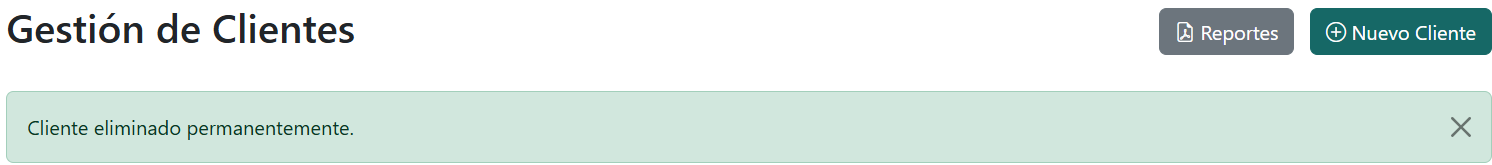 Gestión de Clientes
Reportes
Nuevo Cliente
Cliente eliminado permanentemente.